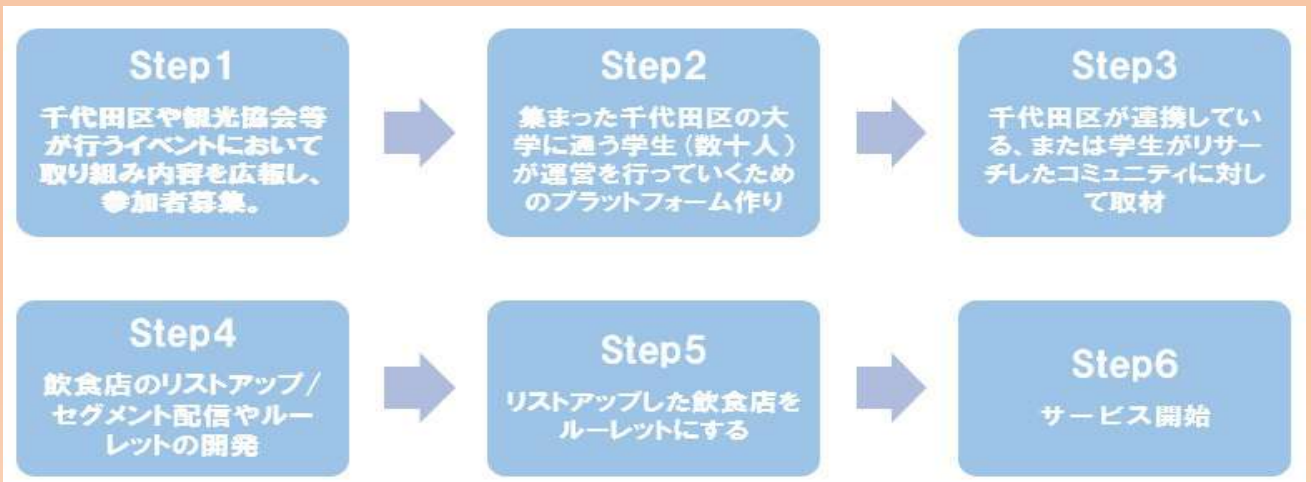 Step1
千代田区や観光協会等
が行うイベントにおいて
取り組み内容を広報し、
参加者募集。
Step2
集まった千代田区の大
学に通う学生（数十人）
が運営を行っていくため
のプラットフォーム作り
Step3
千代田区が連携してい
る、または学生がリサー
チしたコミュニティに対し
て取材
Step4
飲食店のリストアップ/
セグメント配信やルー
レットの開発
Step5
リストアップした飲食店を
ルーレットにする
Step6
サービス開始